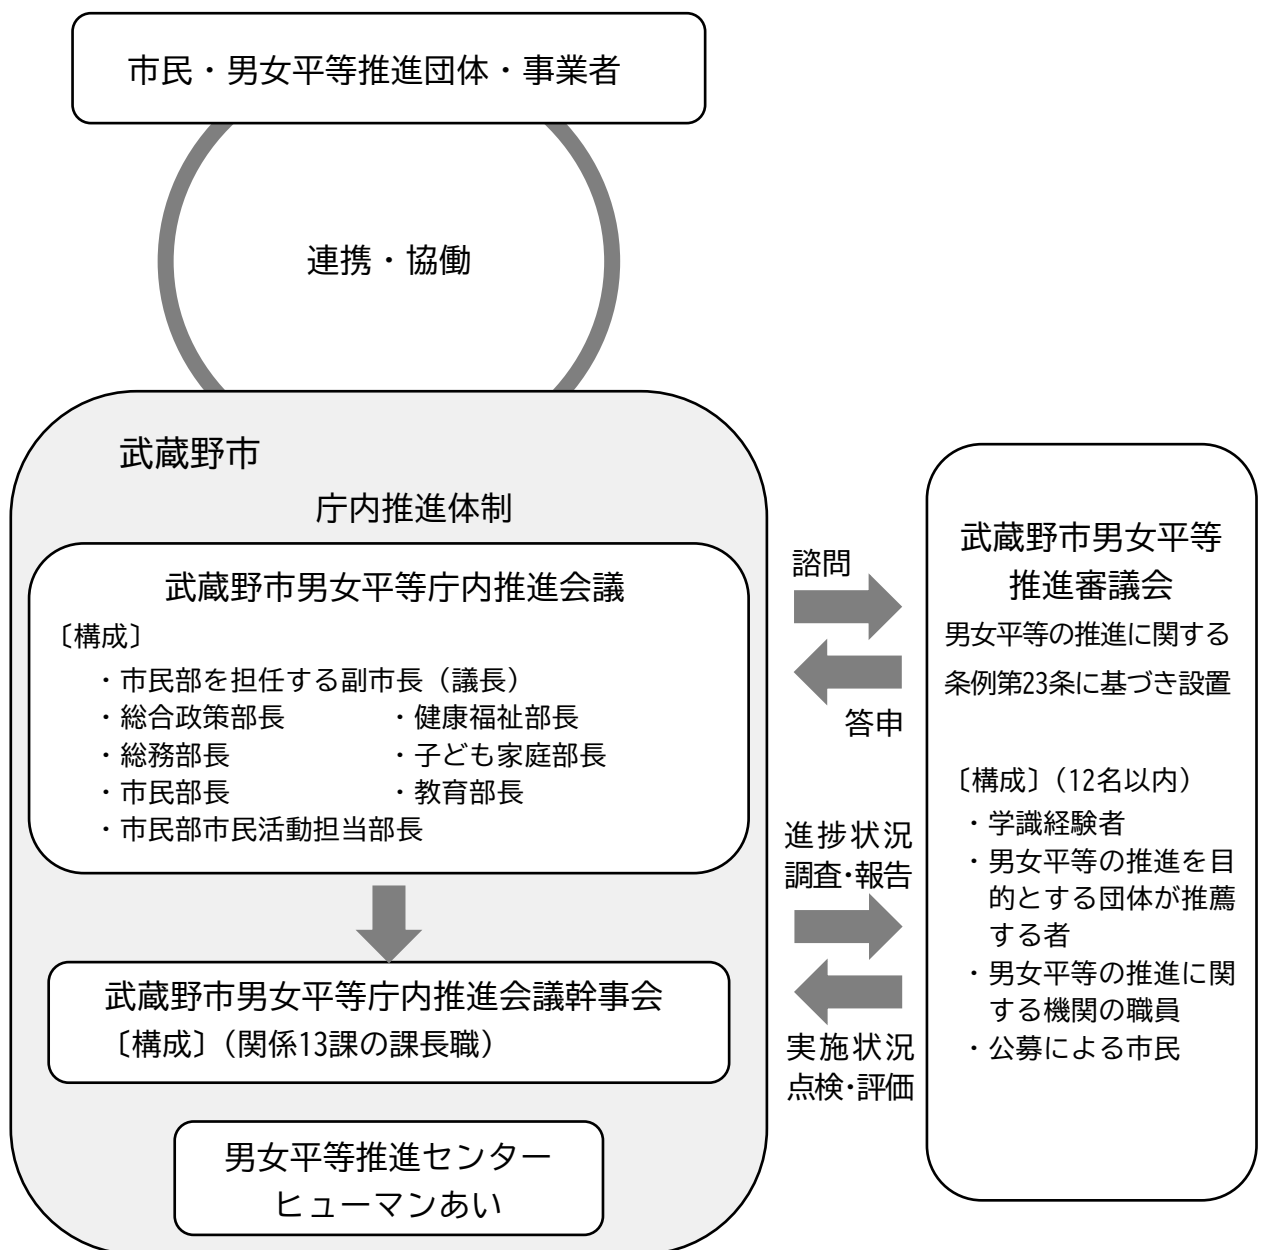 市民・男女平等推進団体・事業者
連携・協働
武蔵野市
庁内推進体制
武蔵野市男女平等庁内推進会議
〔構成〕
・市民部を担任する副市長（議長）
・総合政策部長　・健康福祉部長
・総務部長　・子ども家庭部長
・市民部長　・教育部長
・市民部市民活動担当部長
武蔵野市男女平等庁内推進会議幹事会
〔構成〕（関係13課の課長職）
男女平等推進センター
ヒューマンあい
諮問
答申
進捗状況
調査・報告
実施状況
点検・評価
武蔵野市男女平等
推進審議会
男女平等の推進に関する
条例第23条に基づき設置
〔構成〕（12名以内）
・学識経験者
・男女平等の推進を目
的とする団体が推薦
する者
・男女平等の推進に関
する機関の職員
・公募による市民